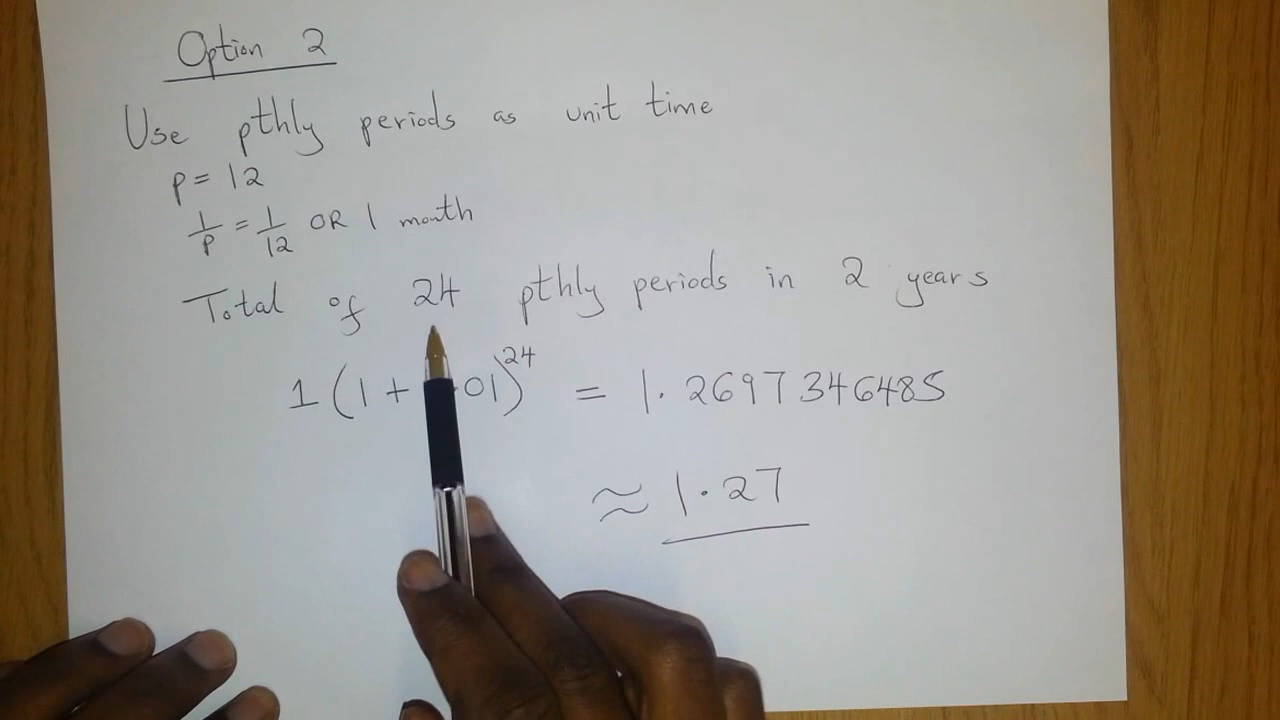 Option 2
Use pthly periods as unit time
p = 12
1/p = 1/12 OR 1 month
Total of 24 pthly periods in 2 years
1(1+ .01)^24 = 1.2697346485
≈ 1.27